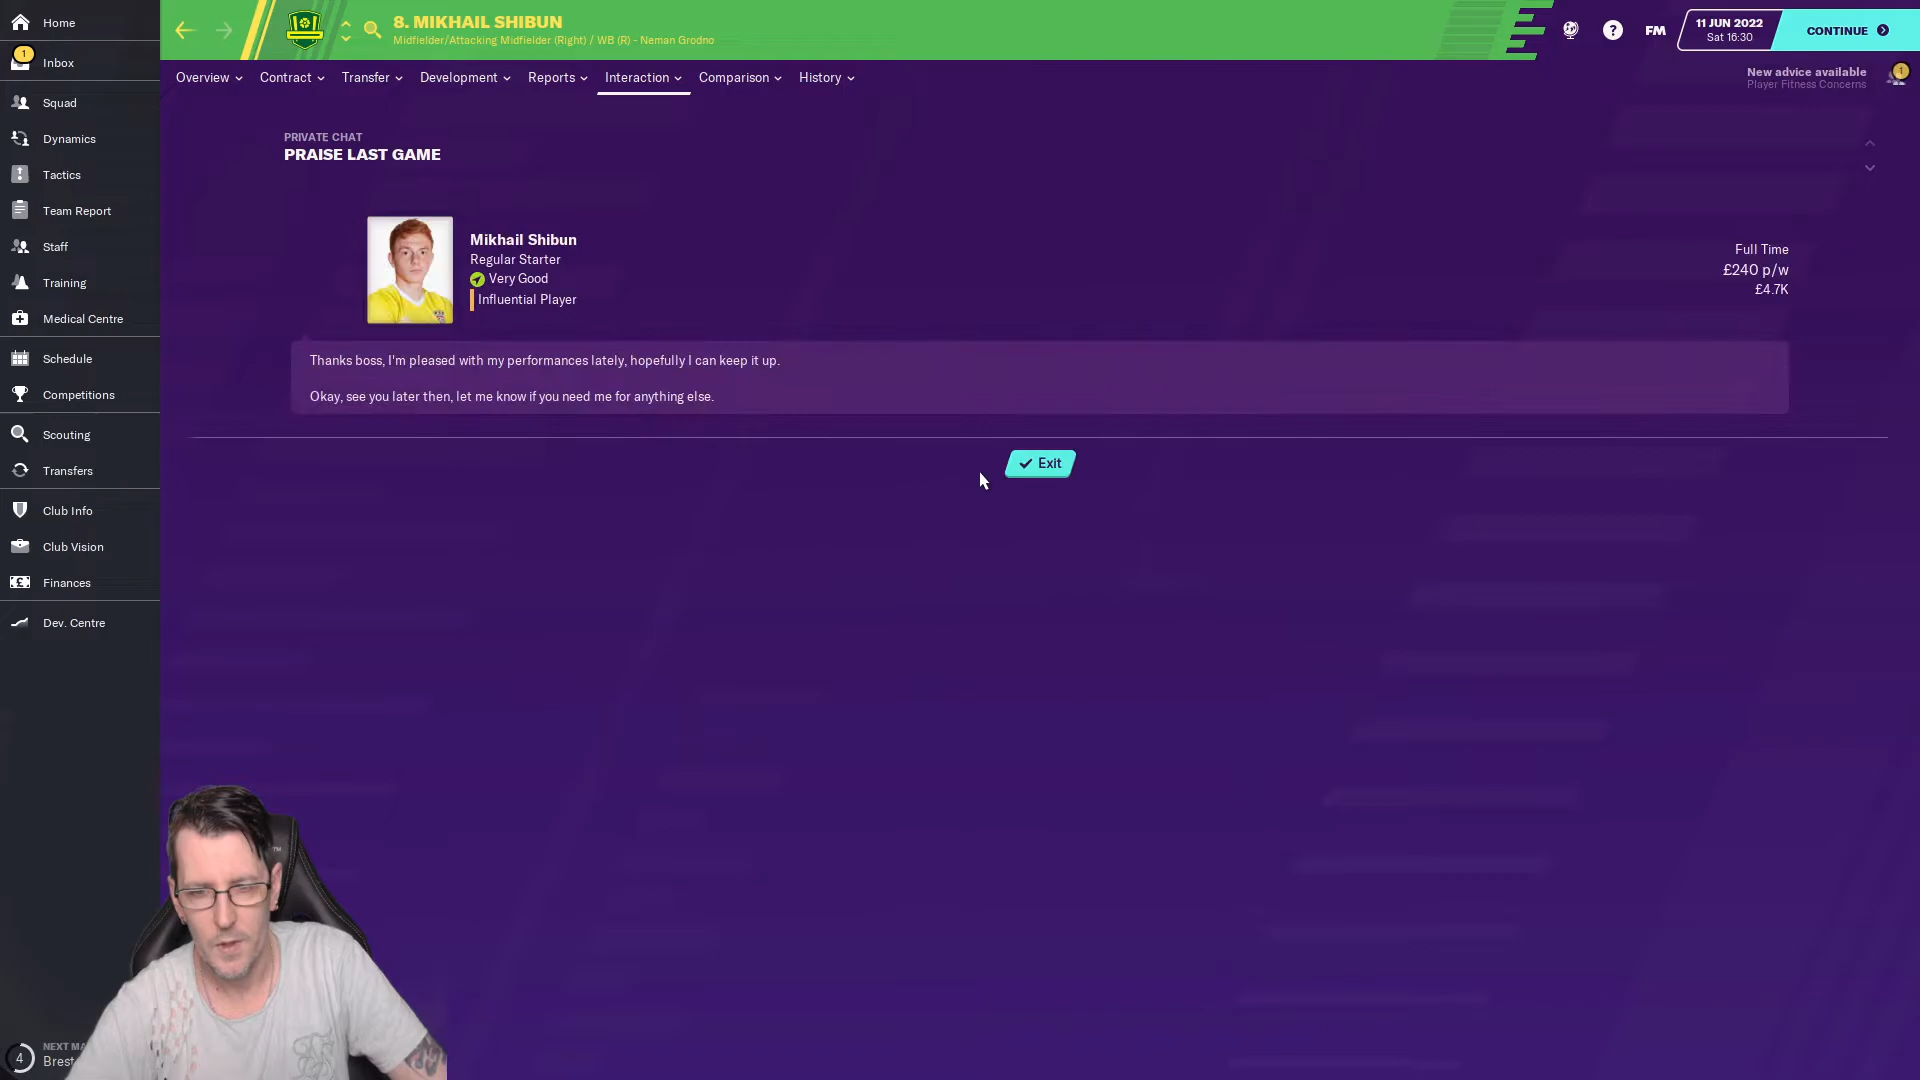 Home
1
Inbox
Squad
Dynamics
Tactics
Team Report
Staff
Training
Medical Centre
Schedule
Competitions
Scouting
Transfers
Club Info
Club Vision
Finances
Dev. Centre
4
NEXT MA
Brest
8. MIKHAIL SHIBUN
Midfielder/Attacking Midfielder (Right) / WB (R) - Neman Grodno
?
FM
11 JUN 2022
Sat 16:30
CONTINUE
Overview
Contract
Transfer
Development
Reports
Interaction
Comparison
History
New advice available
Player Fitness Concerns
1
PRIVATE CHAT
PRAISE LAST GAME
Mikhail Shibun
Regular Starter
Very Good
Influential Player
Full Time
£240 p/w
£4.7K
Thanks boss, I'm pleased with my performances lately, hopefully I can keep it up.
Okay, see you later then, let me know if you need me for anything else.
Exit